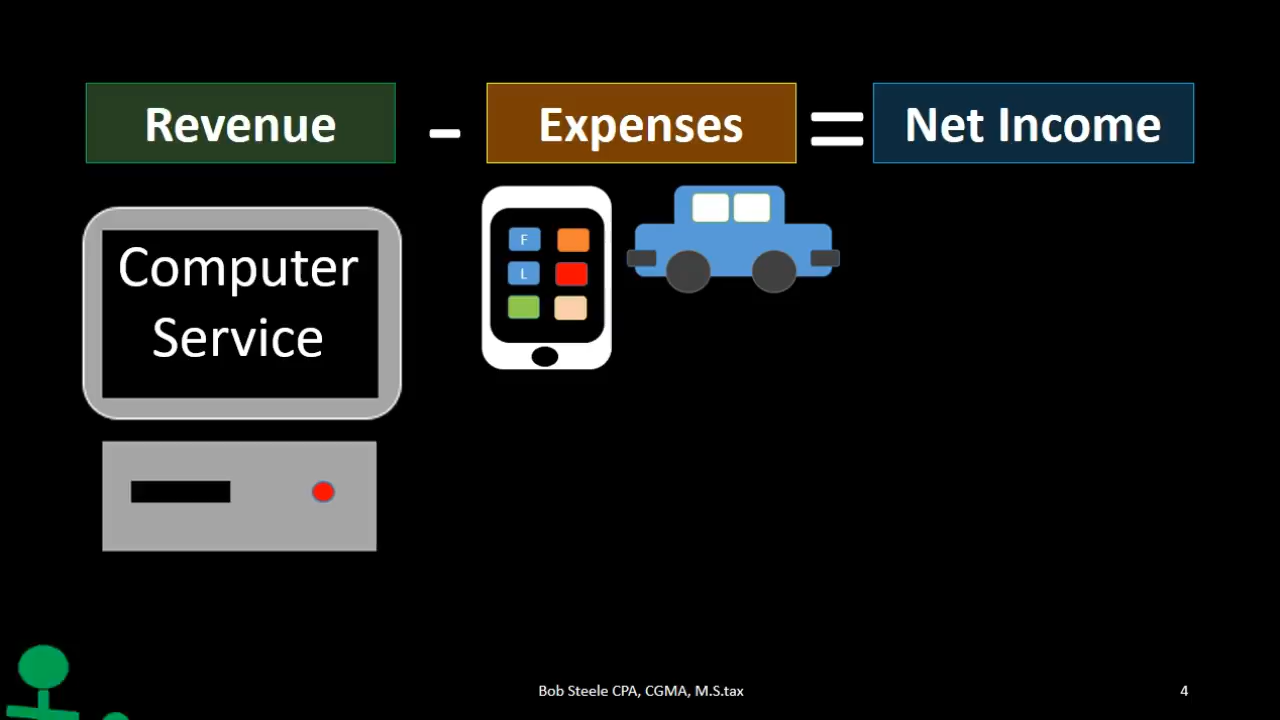 Revenue - Expenses = Net Income
Computer
Service
F
L
Bob Steele CPA, CGMA, M.S.tax
4